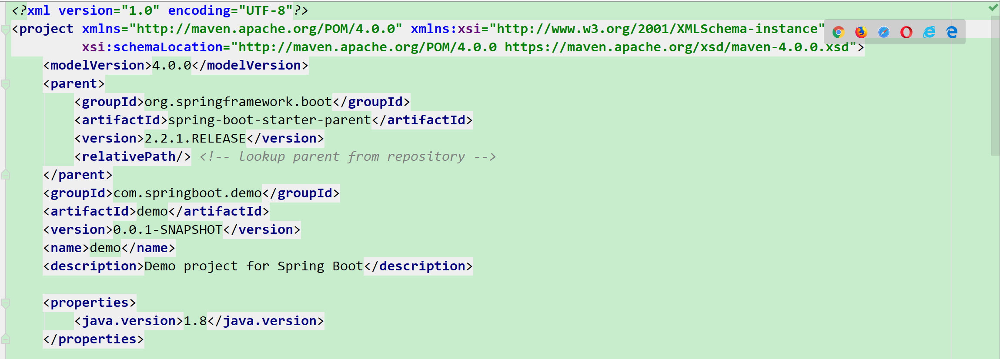 <?xml version="1.0" encoding="UTF-8"?>
<project xmlns="http://maven.apache.org/POM/4.0.0" xmlns:xsi="http://www.w3.org/2001/XMLSchema-instance"
         xsi:schemaLocation="http://maven.apache.org/POM/4.0.0 https://maven.apache.org/xsd/maven-4.0.0.xsd">
    <modelVersion>4.0.0</modelVersion>
    <parent>
        <groupId>org.springframework.boot</groupId>
        <artifactId>spring-boot-starter-parent</artifactId>
        <version>2.2.1.RELEASE</version>
        <relativePath/> <!-- lookup parent from repository -->
    </parent>
    <groupId>com.springboot.demo</groupId>
    <artifactId>demo</artifactId>
    <version>0.0.1-SNAPSHOT</version>
    <name>demo</name>
    <description>Demo project for Spring Boot</description>

    <properties>
        <java.version>1.8</java.version>
    </properties>